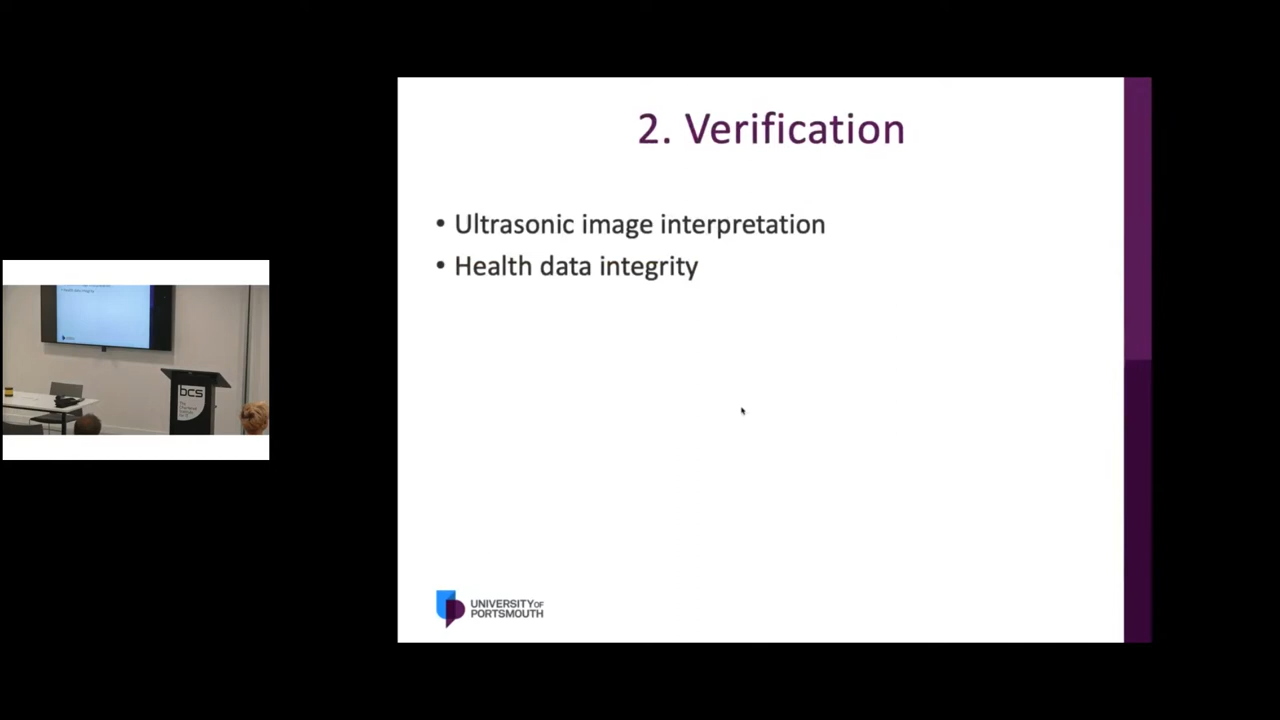 2. Verification
• Ultrasonic image interpretation
• Health data integrity
UNIVERSITY OF
PORTSMOUTH
bcs